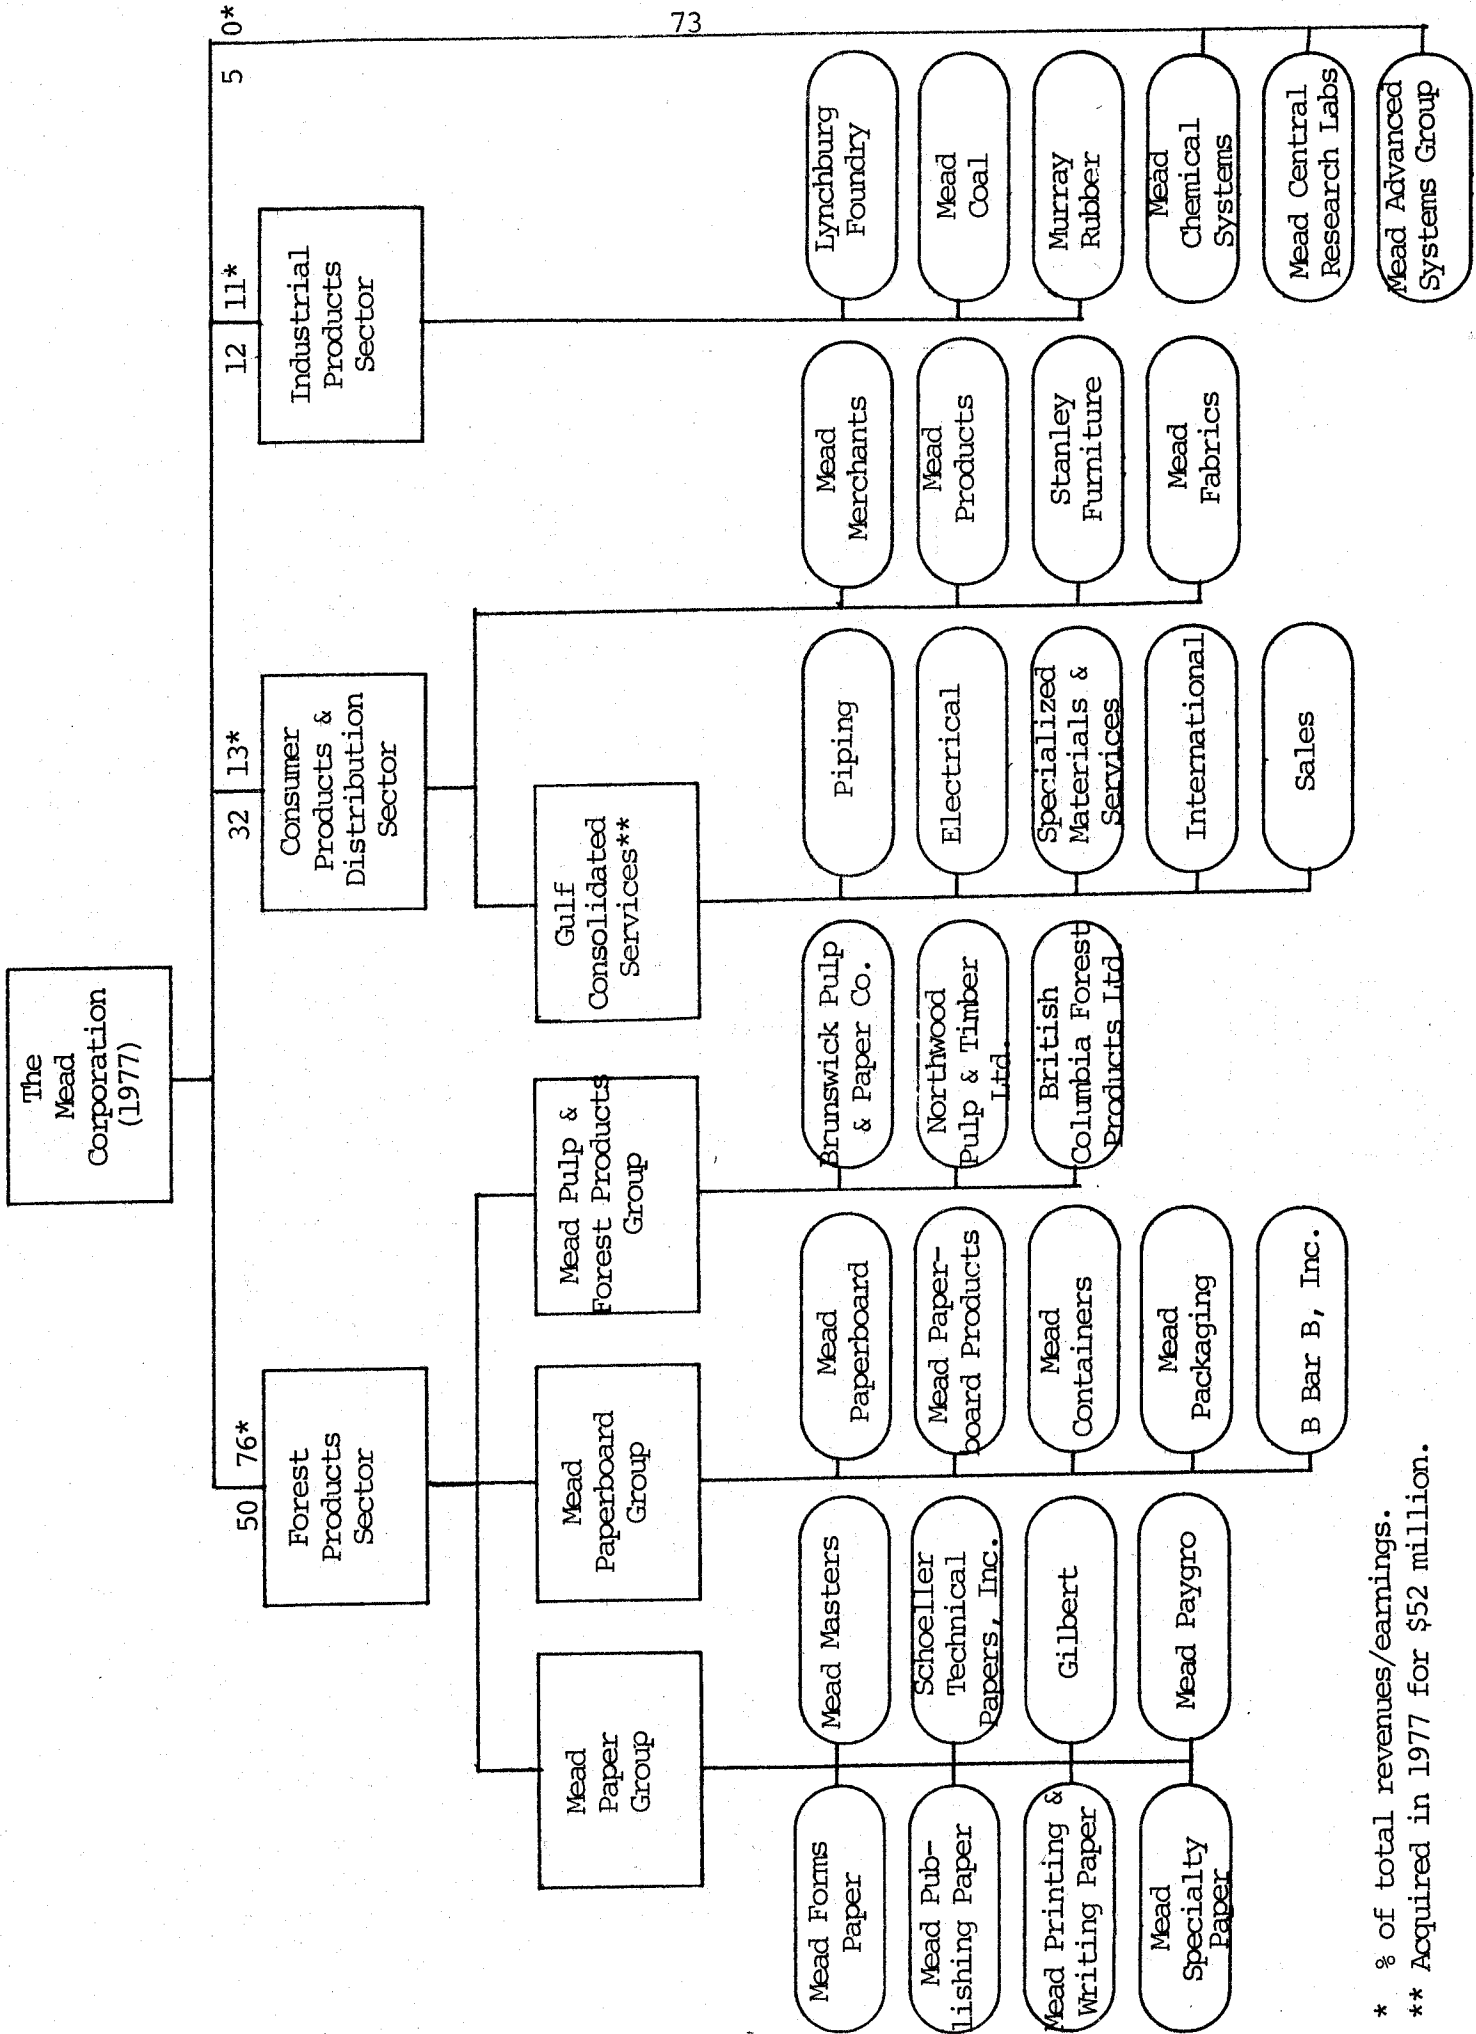 The
Mead
Corporation
(1977)
50 76*
32 13*
12 11*
5 0*
Forest
Products
Sector
Consumer
Products &
Distribution
Sector
Industrial
Products
Sector
Mead
Paper
Group
Mead
Paperboard
Group
Mead Pulp &
Forest Products
Group
Gulf
Consolidated
Services**
Mead Forms
Paper
Mead Pub-
lishing Paper
Mead Printing &
Writing Paper
Mead
Specialty
Paper
Mead Masters
Schoeller
Technical
Papers, Inc.
Gilbert
Mead Paygro
Mead
Paperboard
Mead Paper-
board Products
Mead
Containers
Mead
Packaging
B Bar B, Inc.
Brunswick Pulp
& Paper Co.
Northwood
Pulp & Timber
Ltd.
British
Columbia Forest
Products Ltd.
Piping
Electrical
Specialized
Materials &
Services
International
Sales
Mead
Merchants
Mead
Products
Stanley
Furniture
Mead
Fabrics
Lynchburg
Foundry
Mead
Coal
Murray
Rubber
Mead
Chemical
Systems
Mead Central
Research Labs
Mead Advanced
Systems Group
* % of total revenues/earnings.
** Acquired in 1977 for $52 million.
73